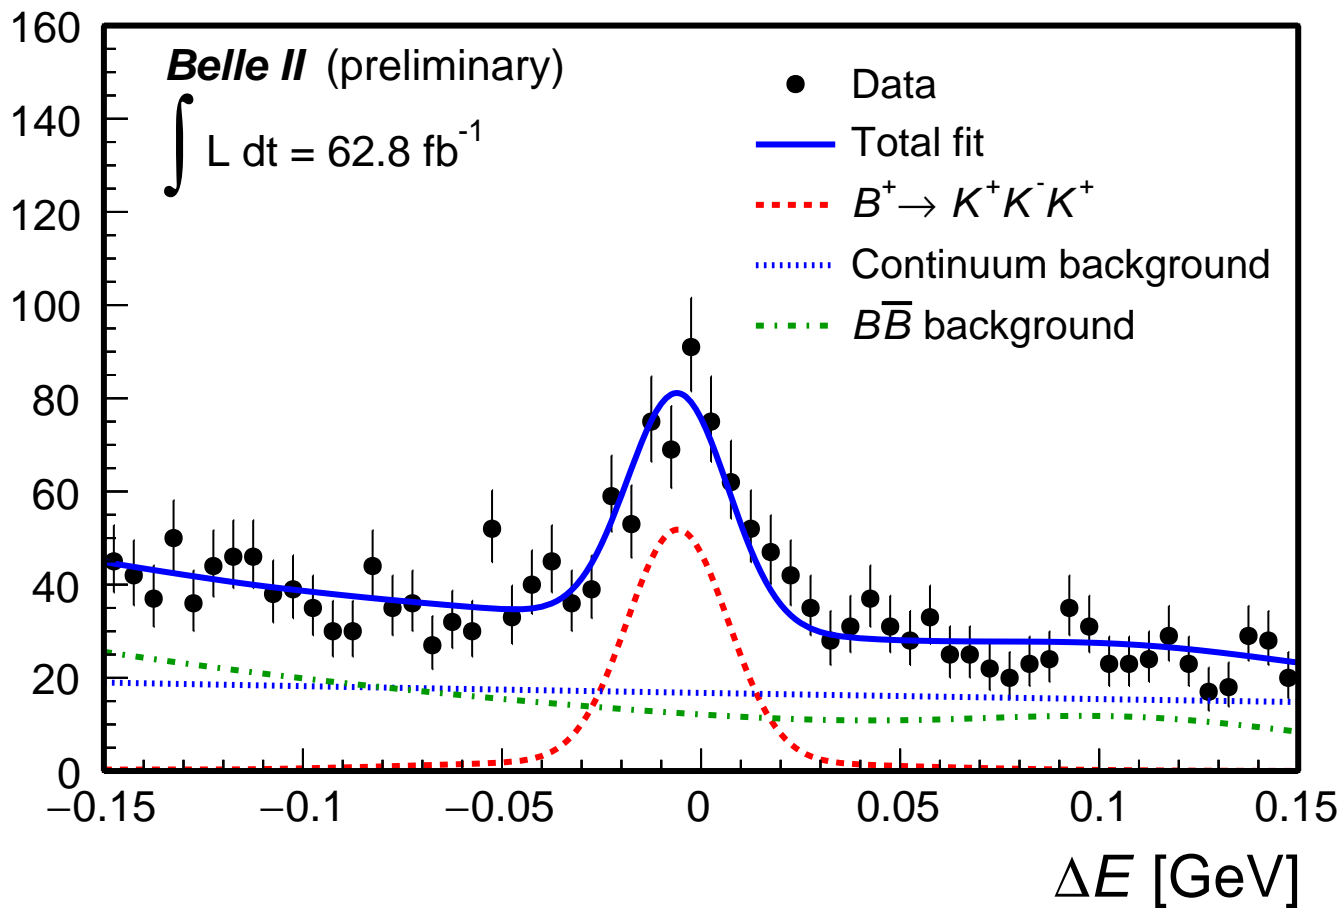 160
140
120
100
80
60
40
20
0
Belle II (preliminary)
∫ L dt = 62.8 fb⁻¹
Data
Total fit
B⁺→ K⁺K⁻K⁺
Continuum background
BB̅ background
−0.15 −0.1 −0.05 0 0.05 0.1 0.15
ΔE [GeV]